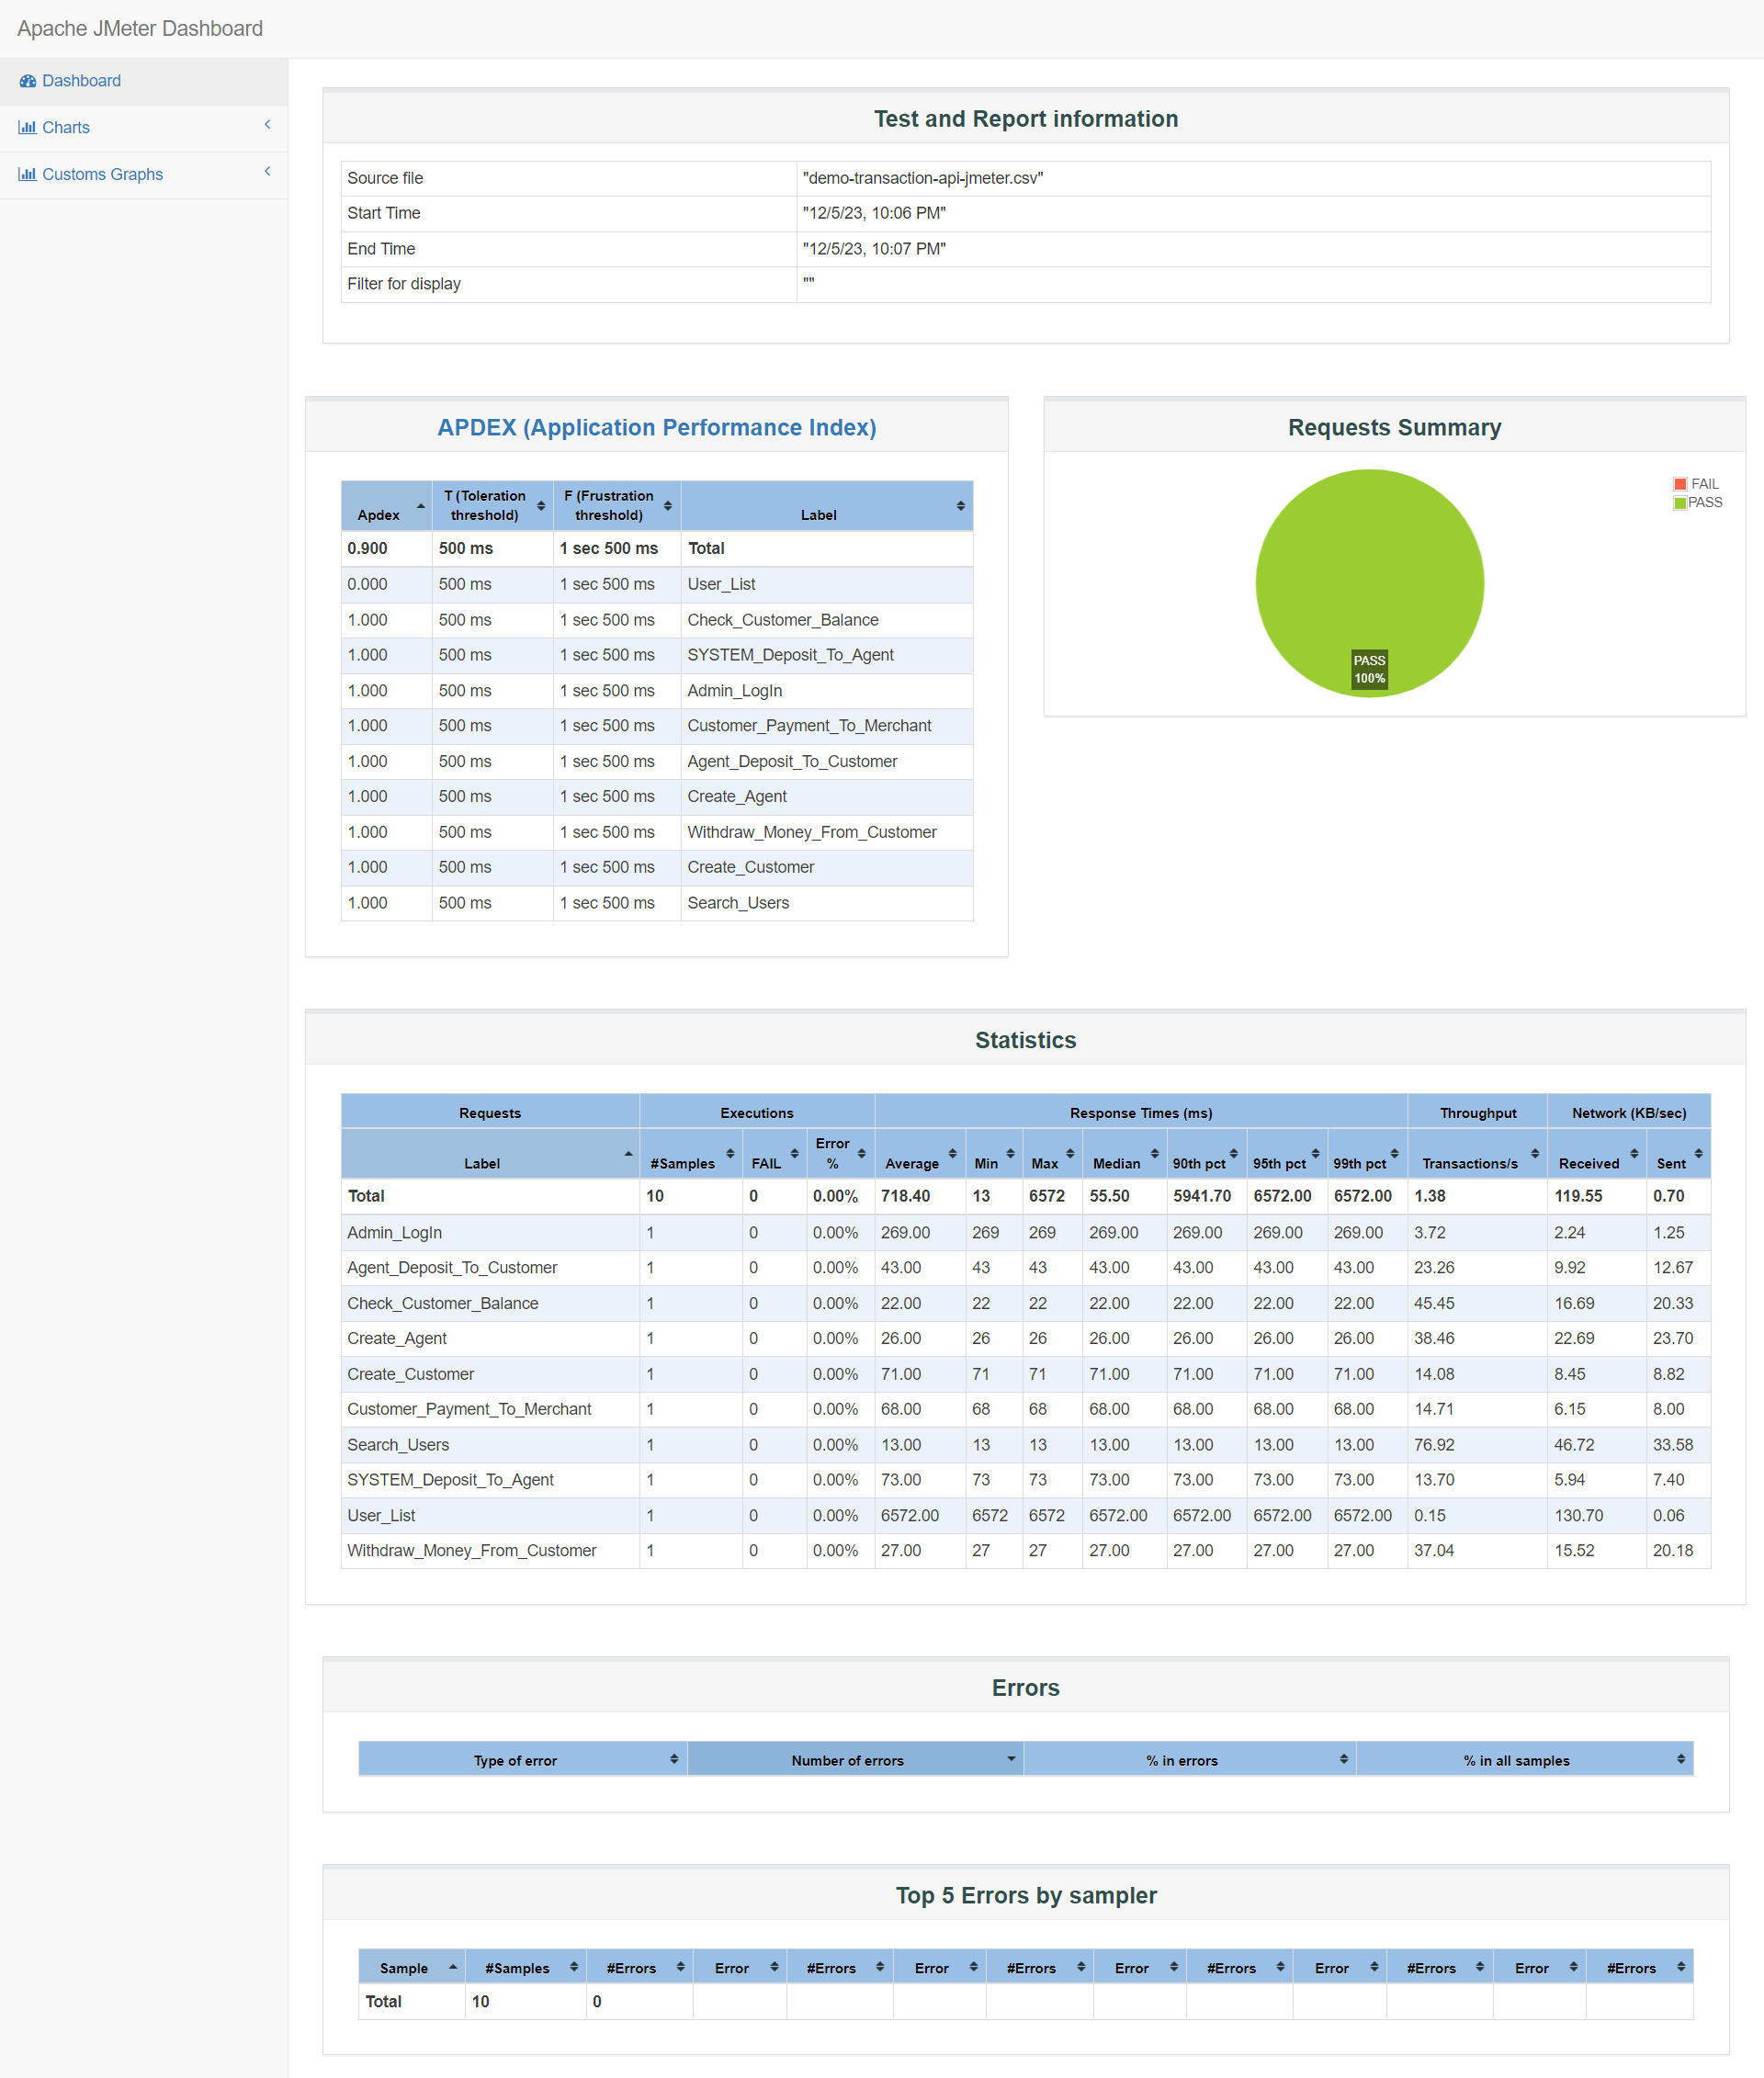 Apache JMeter Dashboard
Dashboard
Charts
Customs Graphs
Test and Report information
Source file "demo-transaction-api-jmeter.csv"
Start Time "12/5/23, 10:06 PM"
End Time "12/5/23, 10:07 PM"
Filter for display ""
APDEX (Application Performance Index)
Apdex T (Toleration threshold) F (Frustration threshold) Label
0.900 500 ms 1 sec 500 ms Total
0.000 500 ms 1 sec 500 ms User_List
1.000 500 ms 1 sec 500 ms Check_Customer_Balance
1.000 500 ms 1 sec 500 ms SYSTEM_Deposit_To_Agent
1.000 500 ms 1 sec 500 ms Admin_LogIn
1.000 500 ms 1 sec 500 ms Customer_Payment_To_Merchant
1.000 500 ms 1 sec 500 ms Agent_Deposit_To_Customer
1.000 500 ms 1 sec 500 ms Create_Agent
1.000 500 ms 1 sec 500 ms Withdraw_Money_From_Customer
1.000 500 ms 1 sec 500 ms Create_Customer
1.000 500 ms 1 sec 500 ms Search_Users
Requests Summary
FAIL
PASS
PASS
100%
Statistics
Requests Executions Response Times (ms) Throughput Network (KB/sec)
Label #Samples FAIL Error % Average Min Max Median 90th pct 95th pct 99th pct Transactions/s Received Sent
Total 10 0 0.00% 718.40 13 6572 55.50 5941.70 6572.00 6572.00 1.38 119.55 0.70
Admin_LogIn 1 0 0.00% 269.00 269 269 269.00 269.00 269.00 269.00 3.72 2.24 1.25
Agent_Deposit_To_Customer 1 0 0.00% 43.00 43 43 43.00 43.00 43.00 43.00 23.26 9.92 12.67
Check_Customer_Balance 1 0 0.00% 22.00 22 22 22.00 22.00 22.00 22.00 45.45 16.69 20.33
Create_Agent 1 0 0.00% 26.00 26 26 26.00 26.00 26.00 26.00 38.46 22.69 23.70
Create_Customer 1 0 0.00% 71.00 71 71 71.00 71.00 71.00 71.00 14.08 8.45 8.82
Customer_Payment_To_Merchant 1 0 0.00% 68.00 68 68 68.00 68.00 68.00 68.00 14.71 6.15 8.00
Search_Users 1 0 0.00% 13.00 13 13 13.00 13.00 13.00 13.00 76.92 46.72 33.58
SYSTEM_Deposit_To_Agent 1 0 0.00% 73.00 73 73 73.00 73.00 73.00 73.00 13.70 5.94 7.40
User_List 1 0 0.00% 6572.00 6572 6572 6572.00 6572.00 6572.00 6572.00 0.15 130.70 0.06
Withdraw_Money_From_Customer 1 0 0.00% 27.00 27 27 27.00 27.00 27.00 27.00 37.04 15.52 20.18
Errors
Type of error Number of errors % in errors % in all samples
Top 5 Errors by sampler
Sample #Samples #Errors Error #Errors Error #Errors Error #Errors Error #Errors Error #Errors
Total 10 0